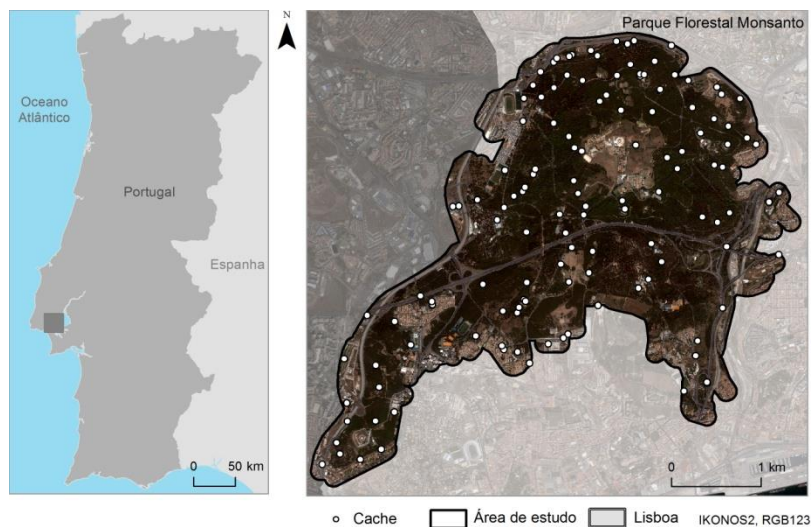 Oceano
Atlântico
Portugal
Espanha
0 50 km
N
Parque Florestal Monsanto
0 1 km
Cache
Área de estudo
Lisboa
IKONOS2, RGB123